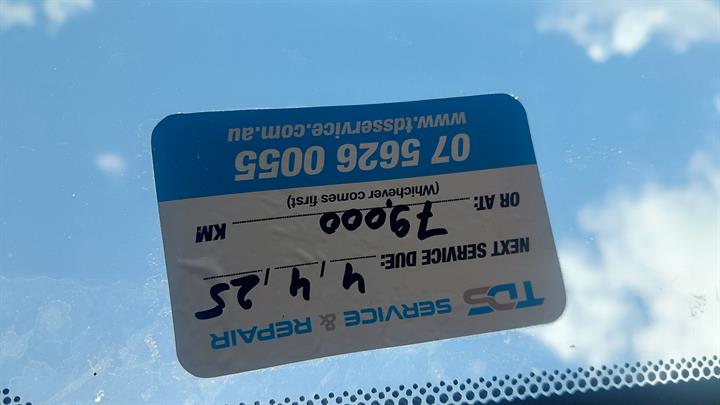 TDS SERVICE & REPAIR
NEXT SERVICE DUE: 4 / 4 / 25
OR AT: 79,000 KM
(Whichever comes first)
07 5626 0055
www.tdsservice.com.au